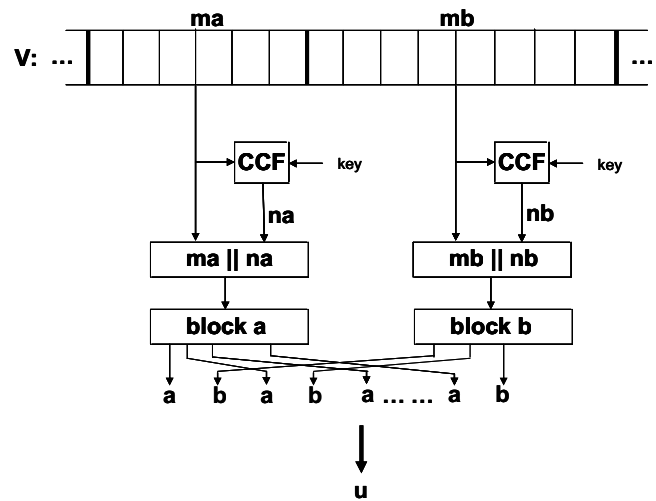 ma mb
V: ... ...
CCF key CCF key
na nb
ma || na mb || nb
block a block b
a b a b a ... ... a b
u